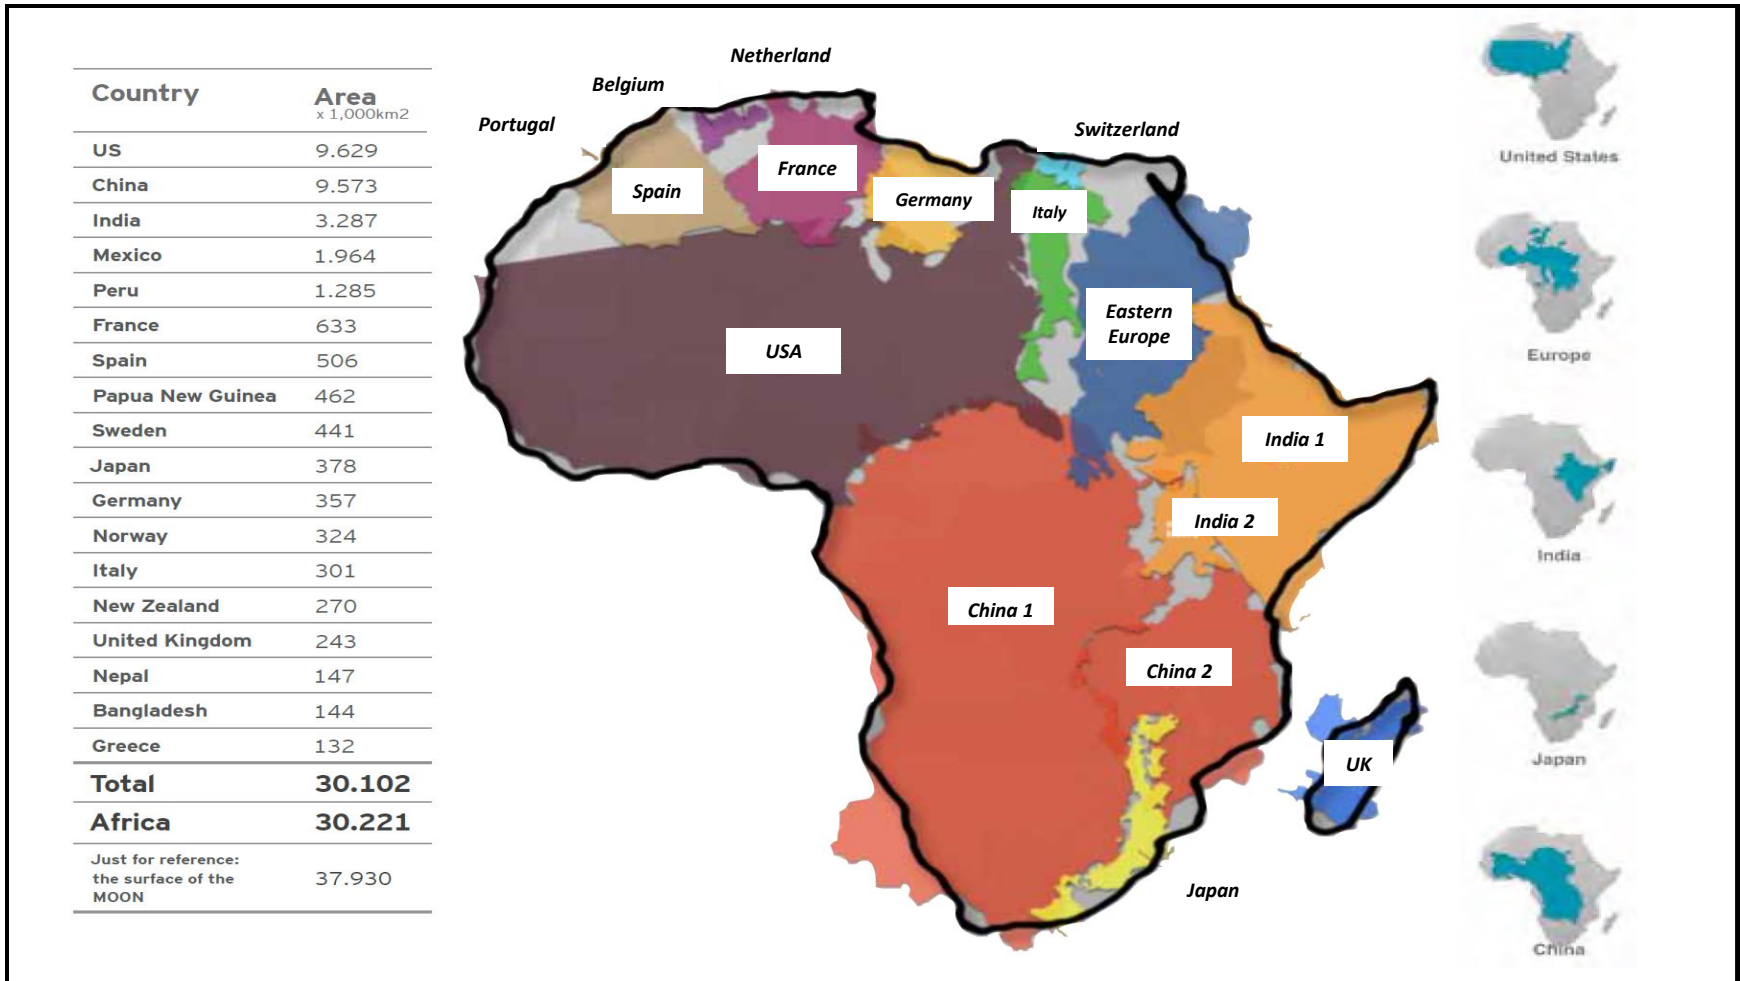 Country Area
x 1,000km2
US 9.629
China 9.573
India 3.287
Mexico 1.964
Peru 1.285
France 633
Spain 506
Papua New Guinea 462
Sweden 441
Japan 378
Germany 357
Norway 324
Italy 301
New Zealand 270
United Kingdom 243
Nepal 147
Bangladesh 144
Greece 132
Total 30.102
Africa 30.221
Just for reference:
the surface of the 37.930
MOON
Netherland
Belgium
Portugal
Switzerland
Spain
France
Germany
Italy
USA
Eastern
Europe
India 1
India 2
China 1
China 2
UK
Japan
United States
Europe
India
Japan
China